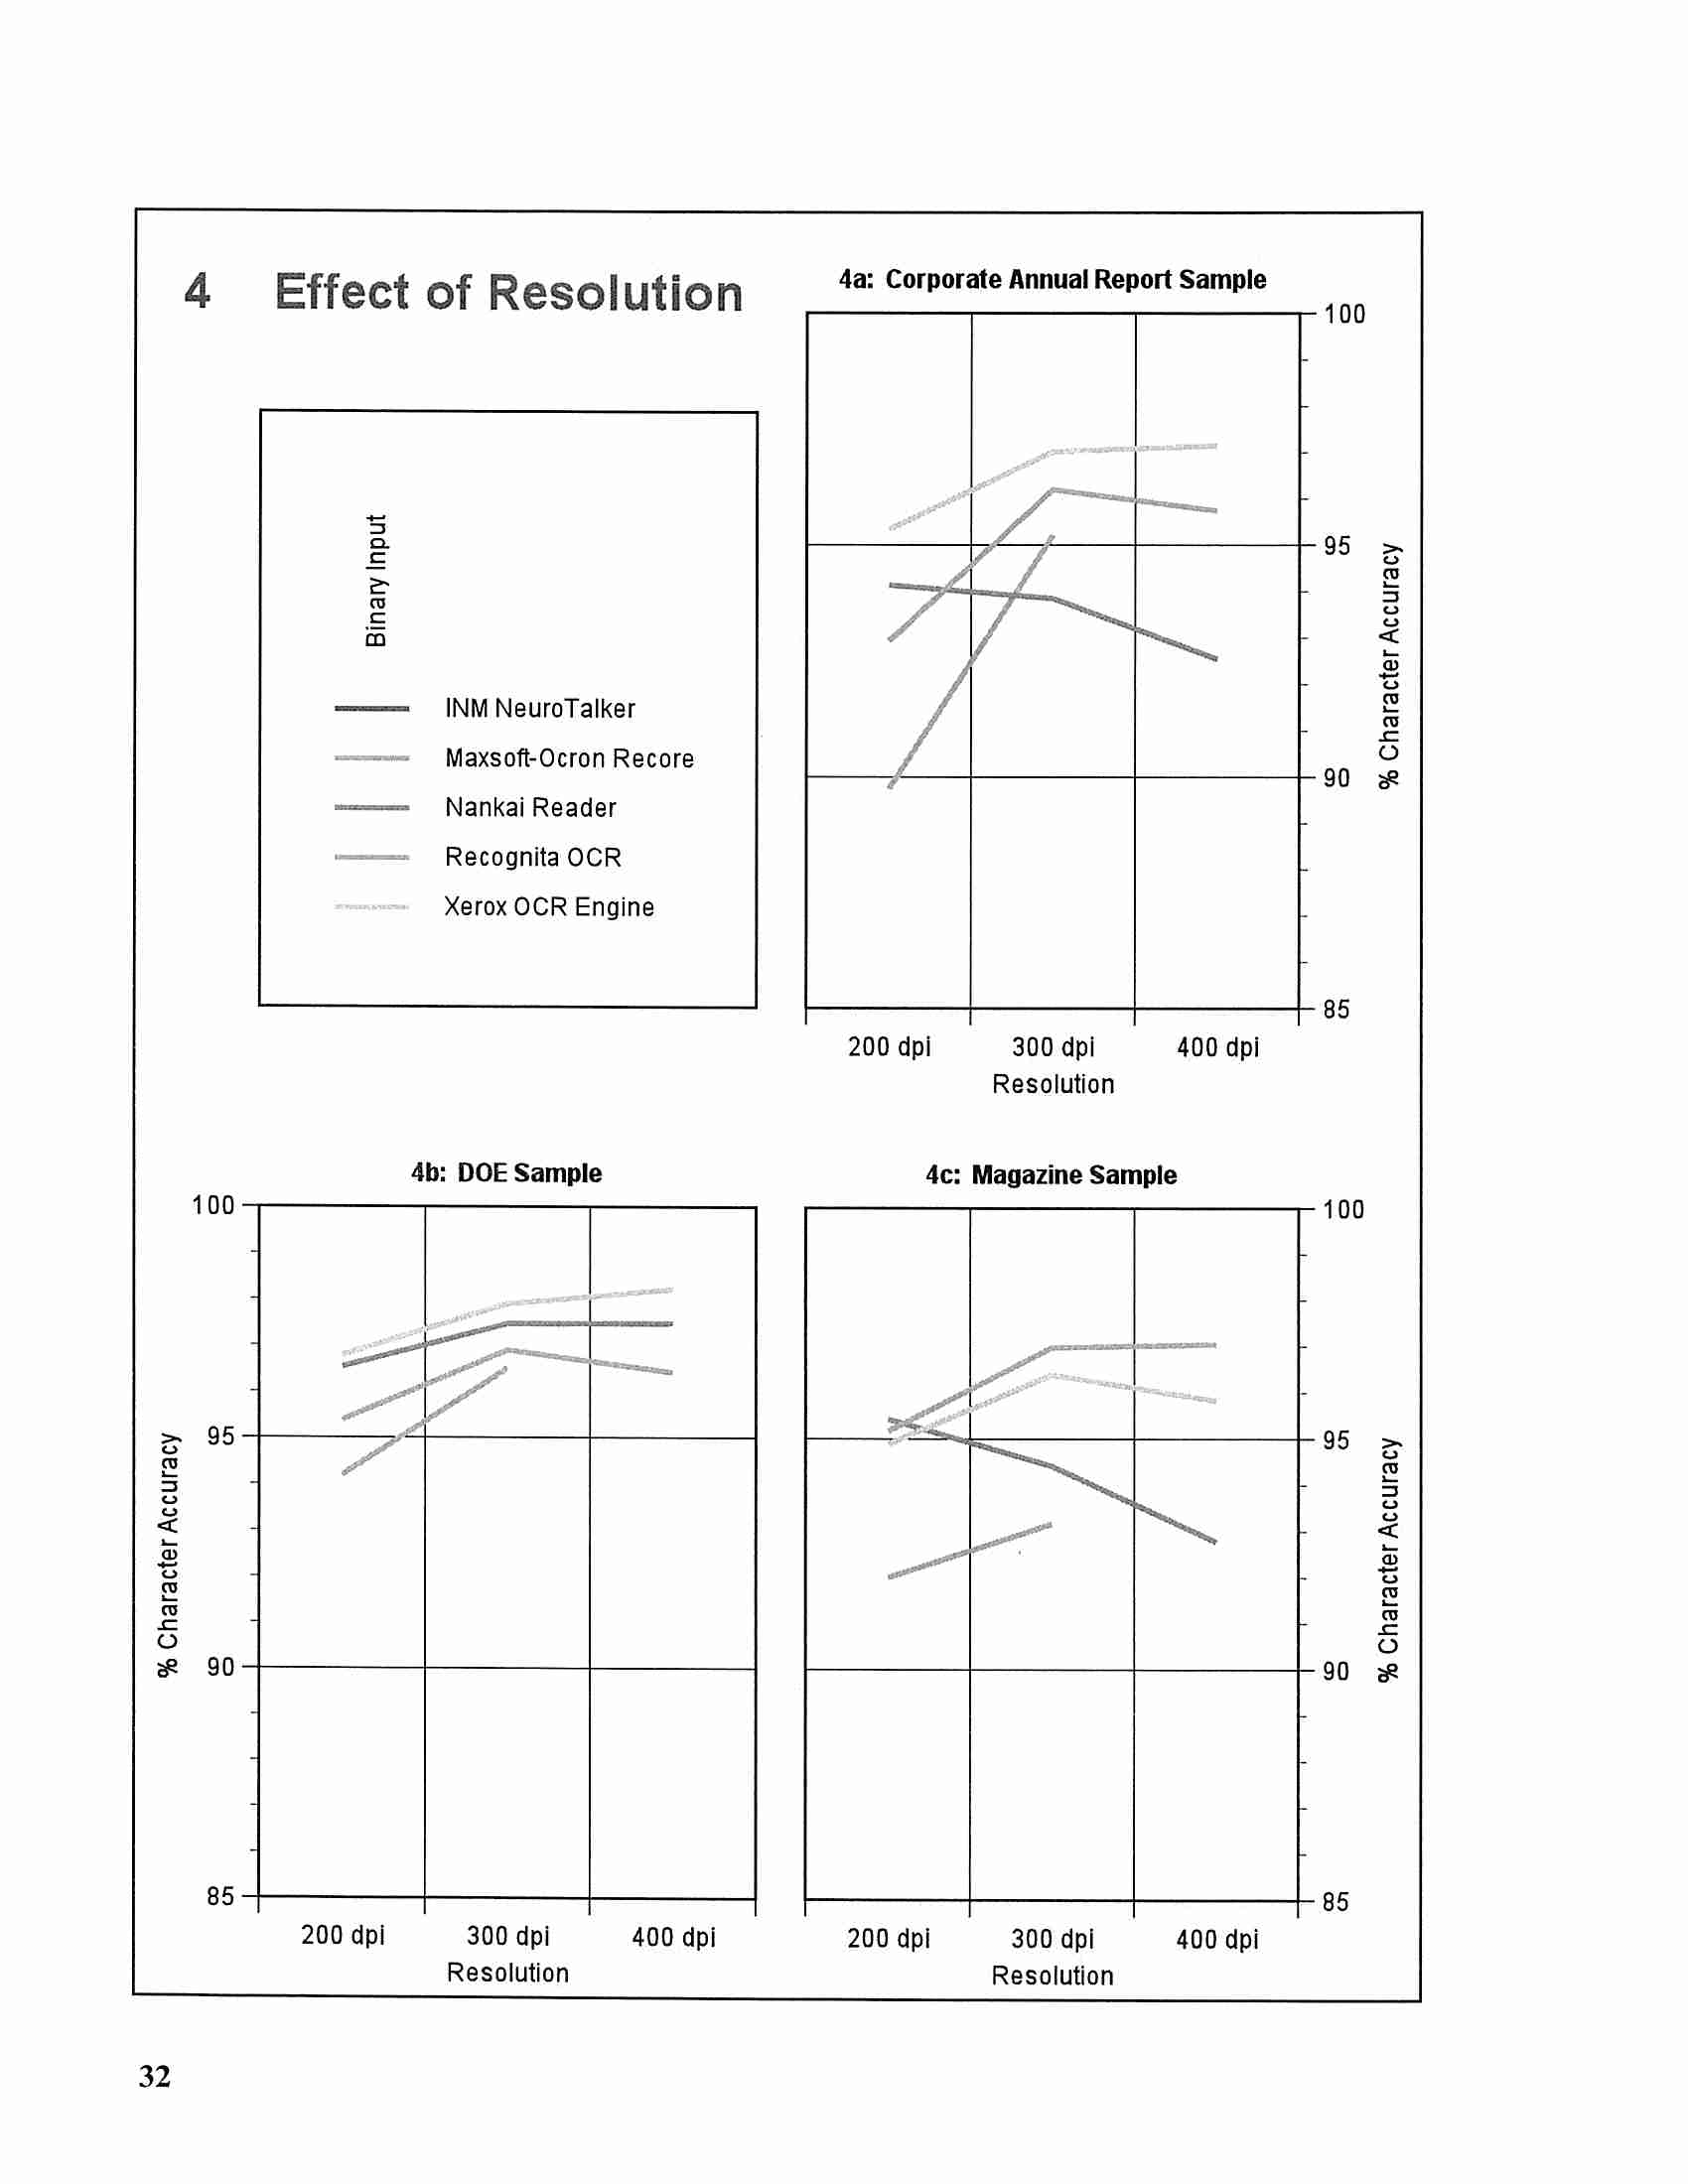 4 Effect of Resolution
Binary Input
INM NeuroTalker
Maxsoft-Ocron Recore
Nankai Reader
Recognita OCR
Xerox OCR Engine
4a: Corporate Annual Report Sample
100
95
90
85
% Character Accuracy
200 dpi 300 dpi 400 dpi
Resolution
4b: DOE Sample
100
95
90
85
% Character Accuracy
200 dpi 300 dpi 400 dpi
Resolution
4c: Magazine Sample
100
95
90
85
% Character Accuracy
200 dpi 300 dpi 400 dpi
Resolution
32